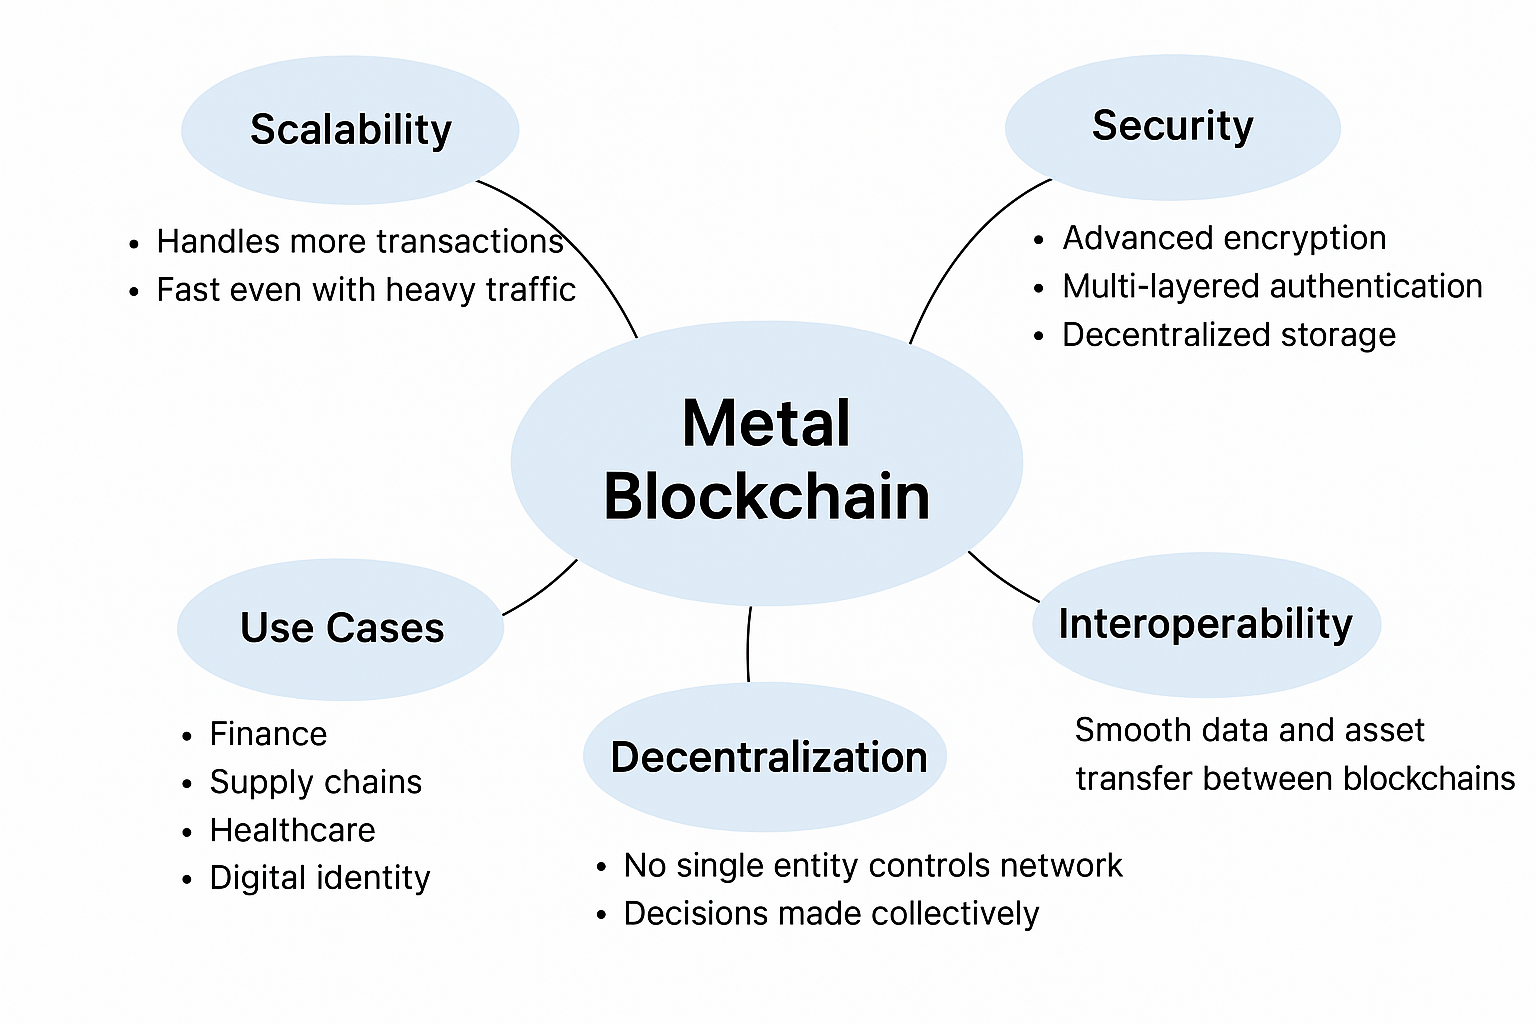 Scalability
• Handles more transactions
• Fast even with heavy traffic
Security
• Advanced encryption
• Multi-layered authentication
• Decentralized storage
Metal
Blockchain
Use Cases
• Finance
• Supply chains
• Healthcare
• Digital identity
Decentralization
• No single entity controls network
• Decisions made collectively
Interoperability
Smooth data and asset
transfer between blockchains